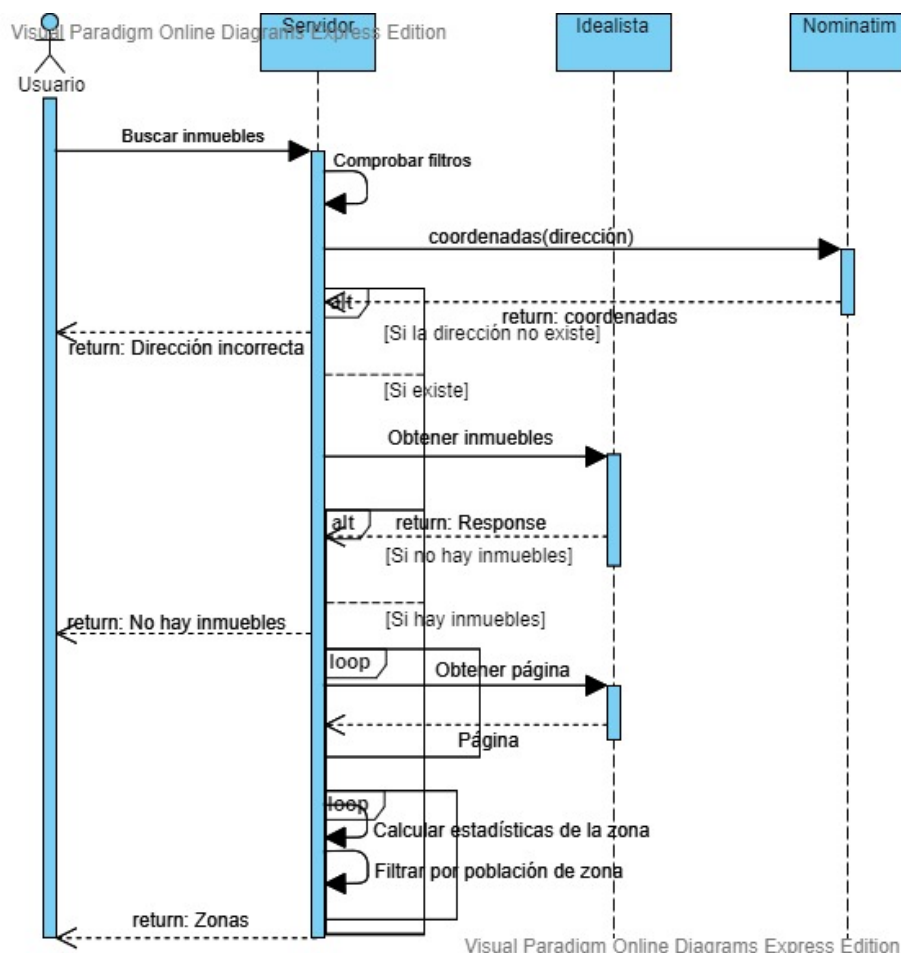 Visual Paradigm Online Diagrams Express Edition
Servidor
Idealista
Nominatim
Usuario
Buscar inmuebles
Comprobar filtros
coordenadas(dirección)
alt
return: coordenadas
[Si la dirección no existe]
return: Dirección incorrecta
[Si existe]
Obtener inmuebles
alt
return: Response
[Si no hay inmuebles]
[Si hay inmuebles]
return: No hay inmuebles
loop
Obtener página
Página
loop
Calcular estadísticas de la zona
Filtrar por población de zona
return: Zonas
Visual Paradigm Online Diagrams Express Edition